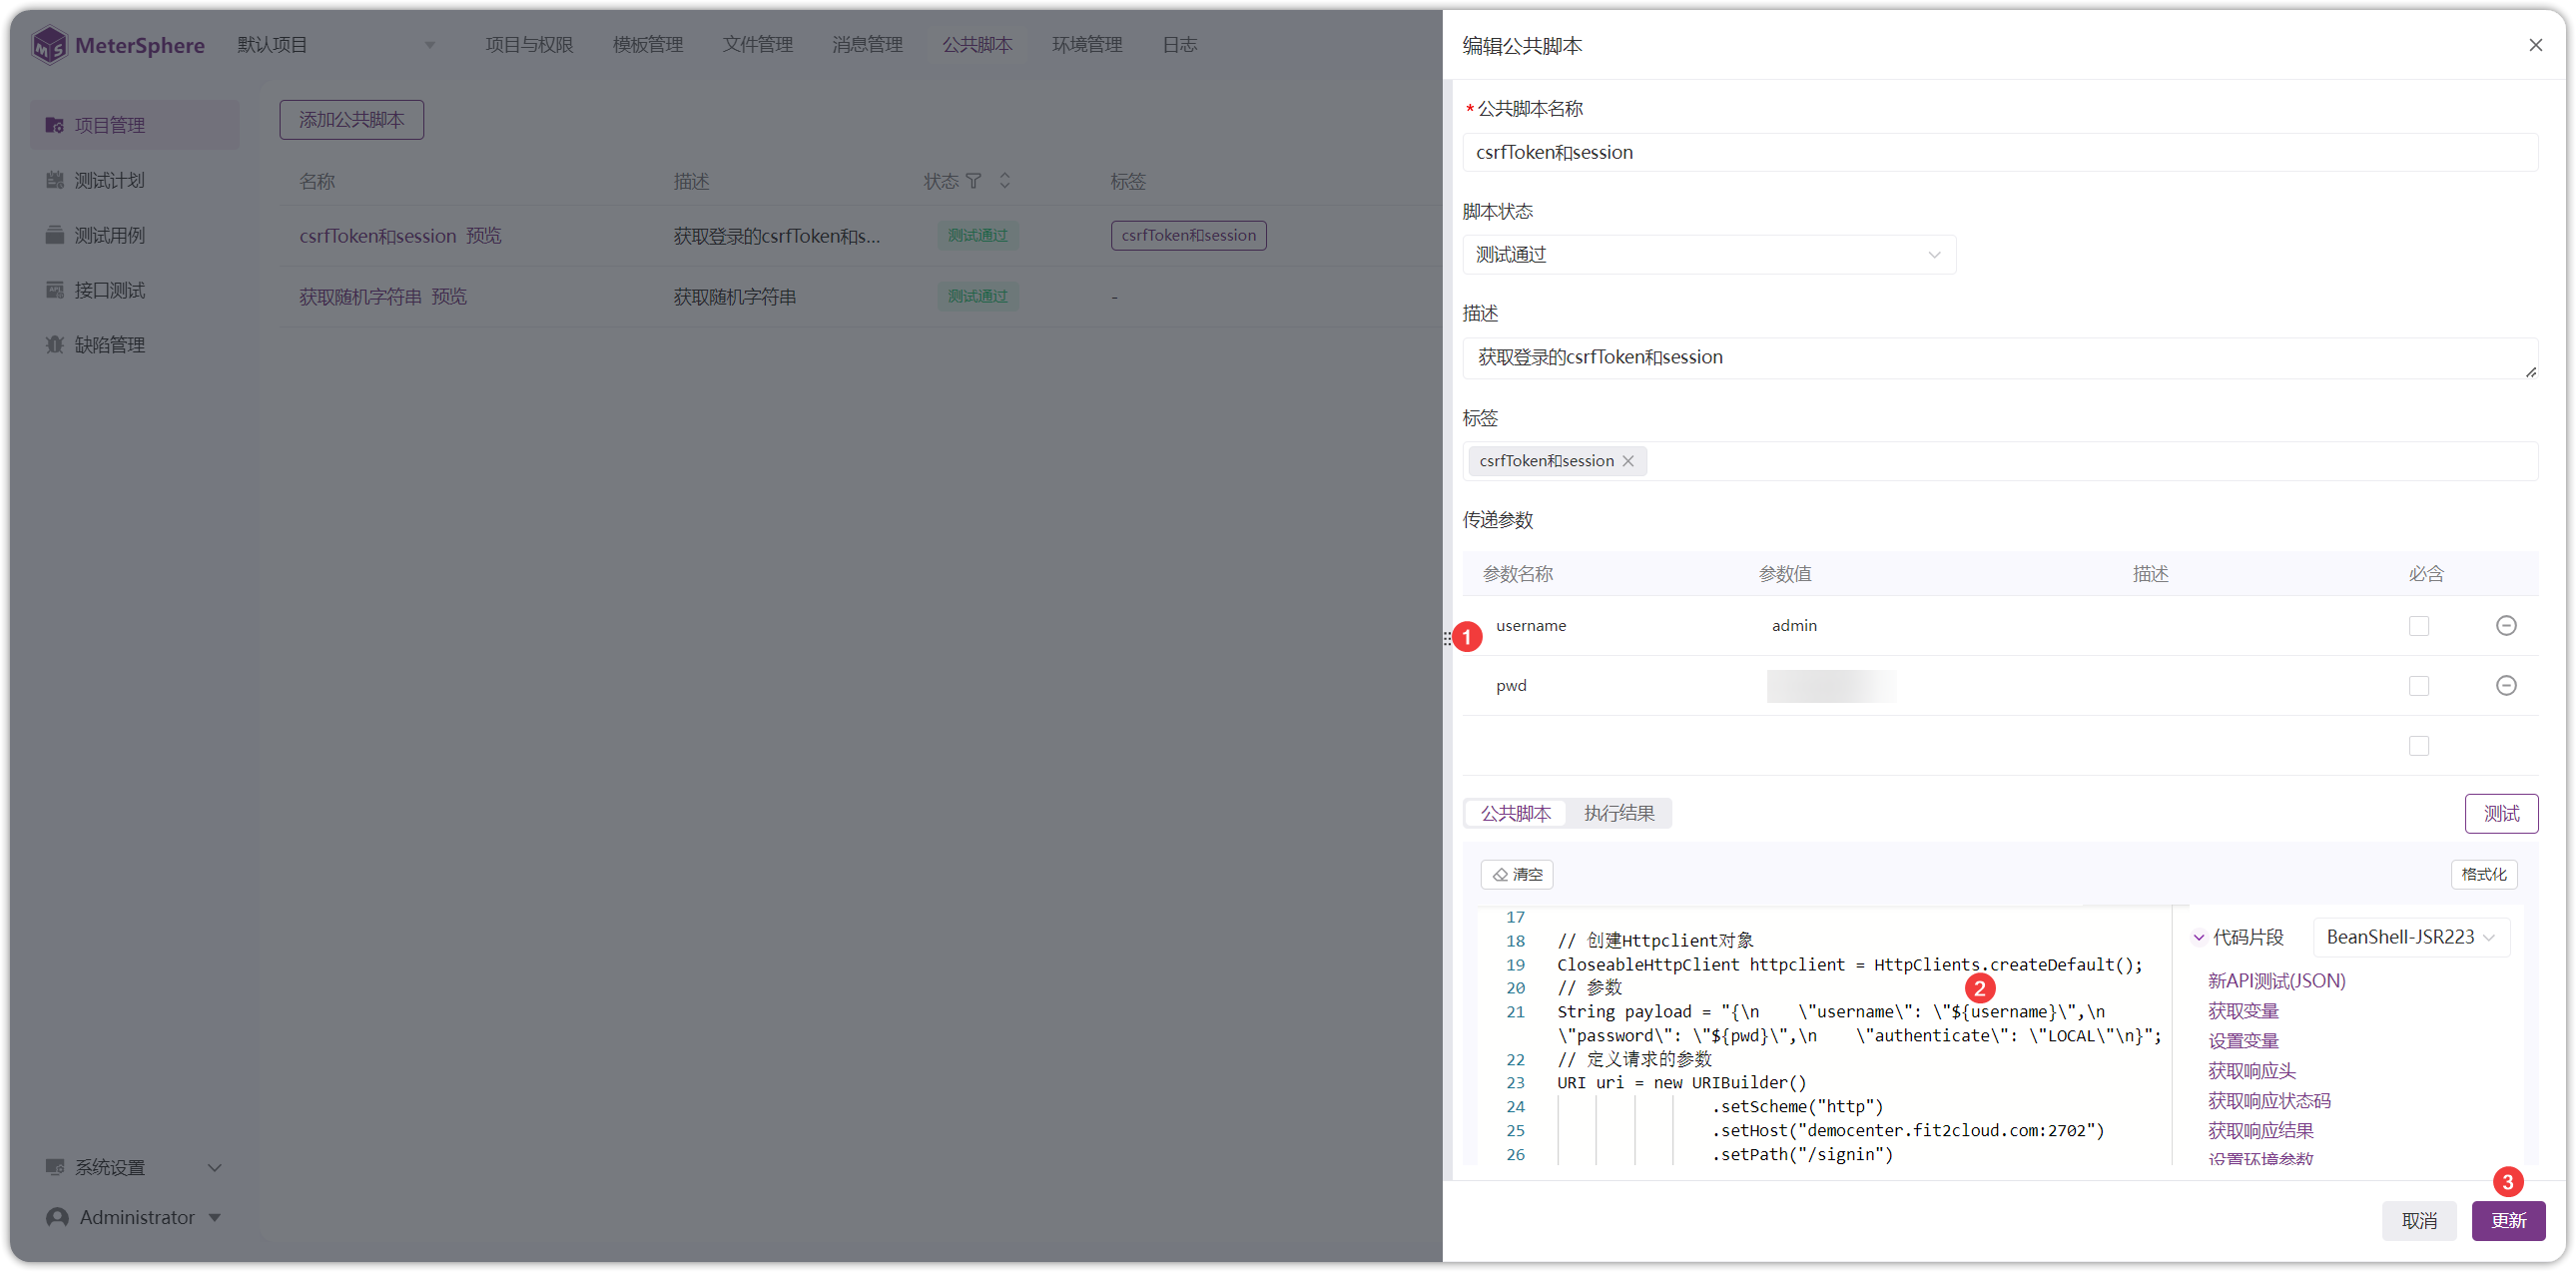 MeterSphere 默认项目 项目与权限 模板管理 文件管理 消息管理 公共脚本 环境管理 日志
项目管理
测试计划
测试用例
接口测试
缺陷管理
系统设置
Administrator
添加公共脚本
名称 描述 状态 标签
csrfToken和session 预览 获取登录的csrfToken和s... 测试通过 csrfToken和session
获取随机字符串 预览 获取随机字符串 测试通过 -
编辑公共脚本
* 公共脚本名称
csrfToken和session
脚本状态
测试通过
描述
获取登录的csrfToken和session
标签
csrfToken和session
传递参数
参数名称 参数值 描述 必含
1
username admin
pwd
公共脚本 执行结果 测试
清空 格式化
17
18 // 创建Httpclient对象
19 CloseableHttpClient httpclient = HttpClients.createDefault();
20 // 参数
2
21 String payload = "{\n    \"username\": \"${username}\",\n
\"password\": \"${pwd}\",\n    \"authenticate\": \"LOCAL\"\n}";
22 // 定义请求的参数
23 URI uri = new URIBuilder()
24 .setScheme("http")
25 .setHost("democenter.fit2cloud.com:2702")
26 .setPath("/signin")
代码片段 BeanShell-JSR223
新API测试(JSON)
获取变量
设置变量
获取响应头
获取响应状态码
获取响应结果
设置环境参数
3
取消 更新